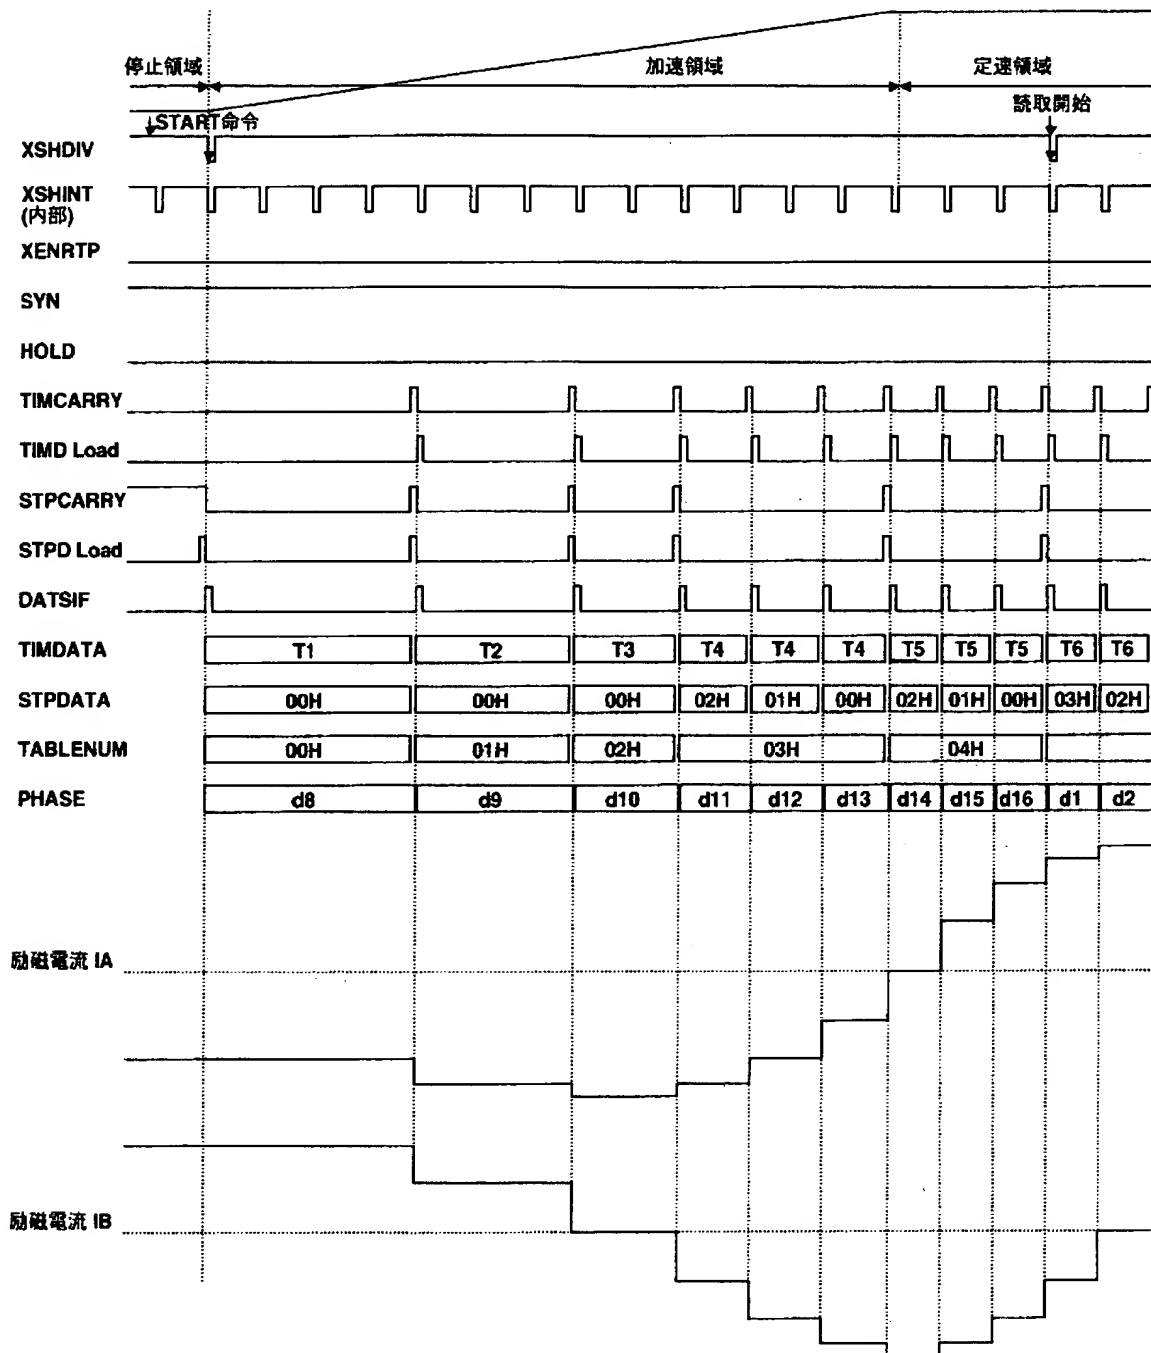 停止領域 加速領域 定速領域
START命令 読取開始
XSHDIV
XSHINT
(内部)
XENRTP
SYN
HOLD
TIMCARRY
TIMD Load
STPCARRY
STPD Load
DATSIF
TIMDATA T1 T2 T3 T4 T4 T4 T5 T5 T5 T6 T6
STPDATA 00H 00H 00H 02H 01H 00H 02H 01H 00H 03H 02H
TABLENUM 00H 01H 02H 03H 04H
PHASE d8 d9 d10 d11 d12 d13 d14 d15 d16 d1 d2
励磁電流 IA
励磁電流 IB